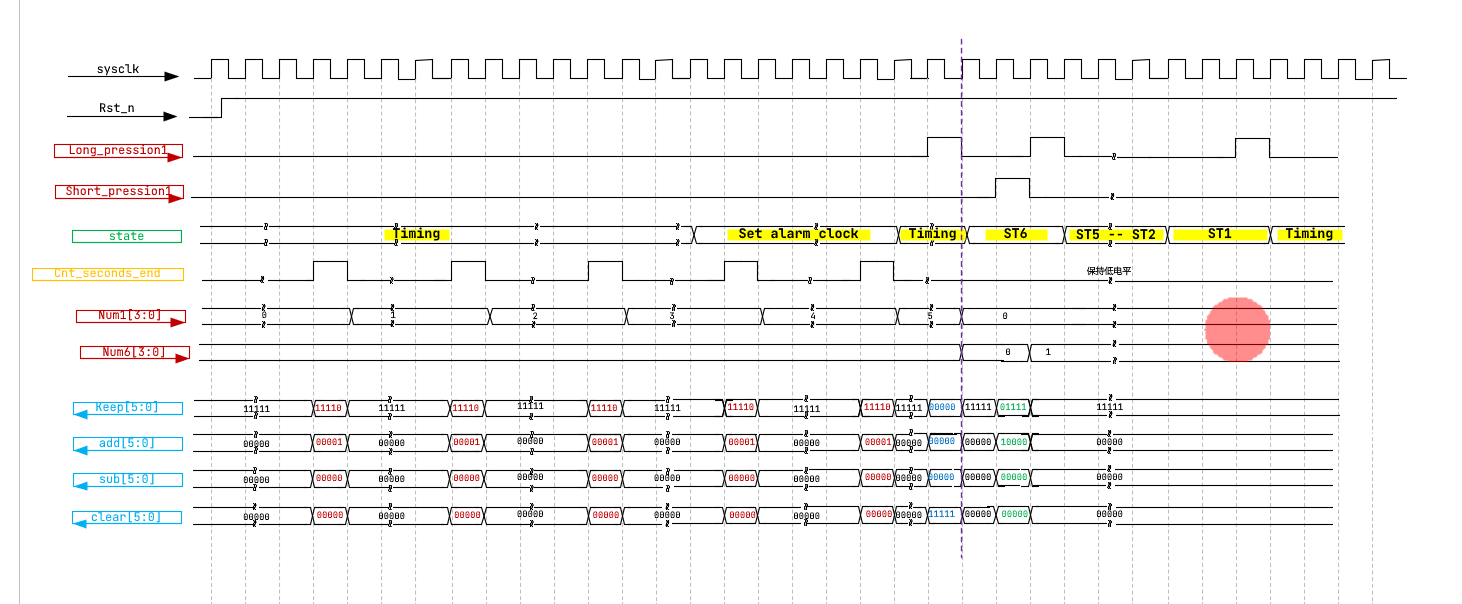 sysclk
Rst_n
Long_pression1
Short_pression1
state Timing Set alarm clock Timing ST6 ST5 -- ST2 ST1 Timing
Cnt_seconds_end 保持低电平
Num1[3:0] 0 1 2 3 4 5 0
Num6[3:0] 0 1
Keep[5:0] 11111 11110 11111 11110 11111 11110 11111 11110 11111 11110 11111 00000 11111 01111 11111
add[5:0] 00000 00001 00000 00001 00000 00001 00000 00001 00000 00001 00000 00000 00000 10000 00000
sub[5:0] 00000 00000 00000 00000 00000 00000 00000 00000 00000 00000 00000 00000 00000 00000 00000
clear[5:0] 00000 00000 00000 00000 00000 00000 00000 00000 00000 00000 00000 11111 00000 00000 00000